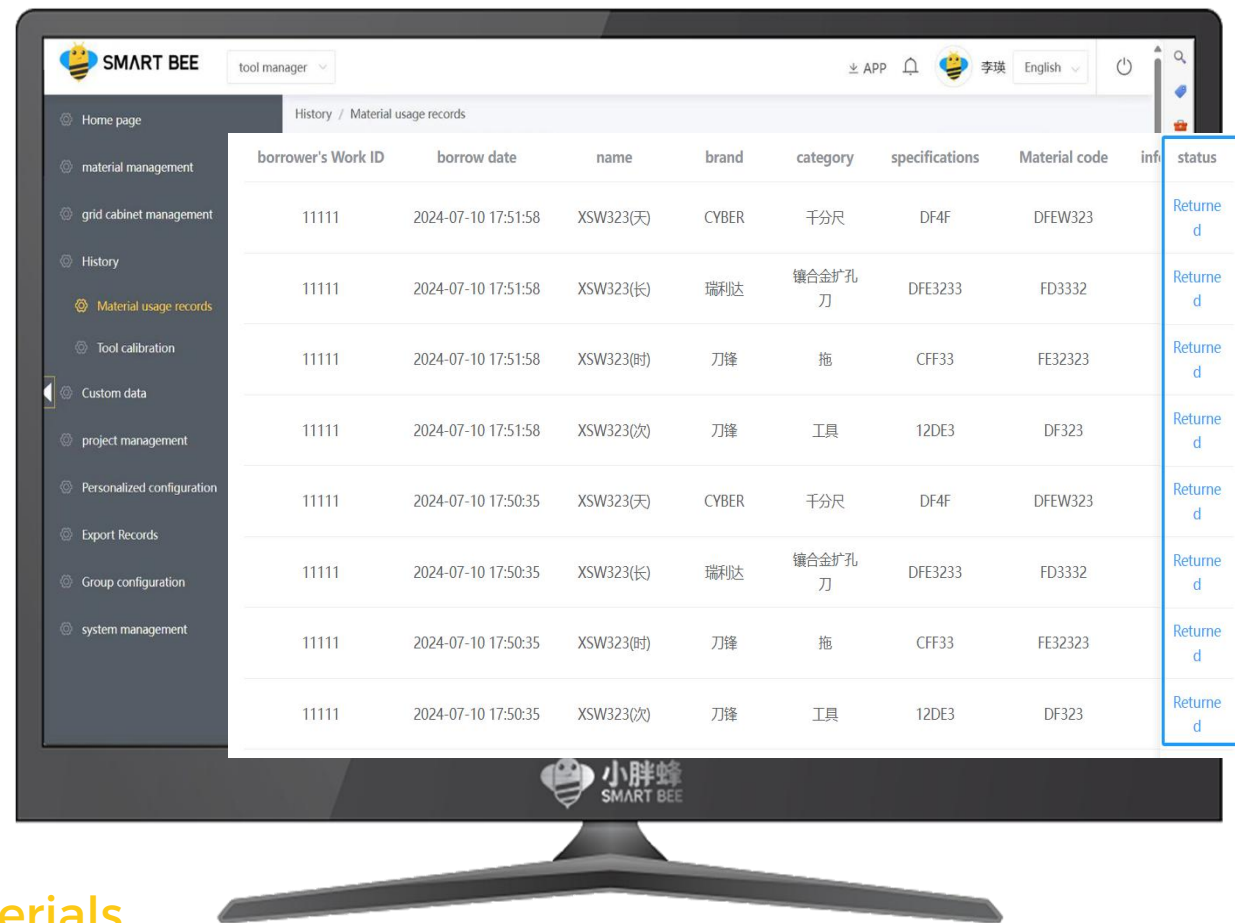 SMART BEE
tool manager
APP
李瑛
English
Home page
material management
grid cabinet management
History
Material usage records
Tool calibration
Custom data
project management
Personalized configuration
Export Records
Group configuration
system management
History / Material usage records
borrower's Work ID borrow date name brand category specifications Material code status
11111 2024-07-10 17:51:58 XSW323(天) CYBER 千分尺 DF4F DFEW323 Returne
d
11111 2024-07-10 17:51:58 XSW323(长) 瑞利达 镶合金扩孔 DFE3233 FD3332 Returne
刀 d
11111 2024-07-10 17:51:58 XSW323(时) 刀锋 拖 CFF33 FE32323 Returne
d
11111 2024-07-10 17:51:58 XSW323(次) 刀锋 工具 12DE3 DF323 Returne
d
11111 2024-07-10 17:50:35 XSW323(天) CYBER 千分尺 DF4F DFEW323 Returne
d
11111 2024-07-10 17:50:35 XSW323(长) 瑞利达 镶合金扩孔 DFE3233 FD3332 Returne
刀 d
11111 2024-07-10 17:50:35 XSW323(时) 刀锋 拖 CFF33 FE32323 Returne
d
11111 2024-07-10 17:50:35 XSW323(次) 刀锋 工具 12DE3 DF323 Returne
d
小胖蜂
SMART BEE